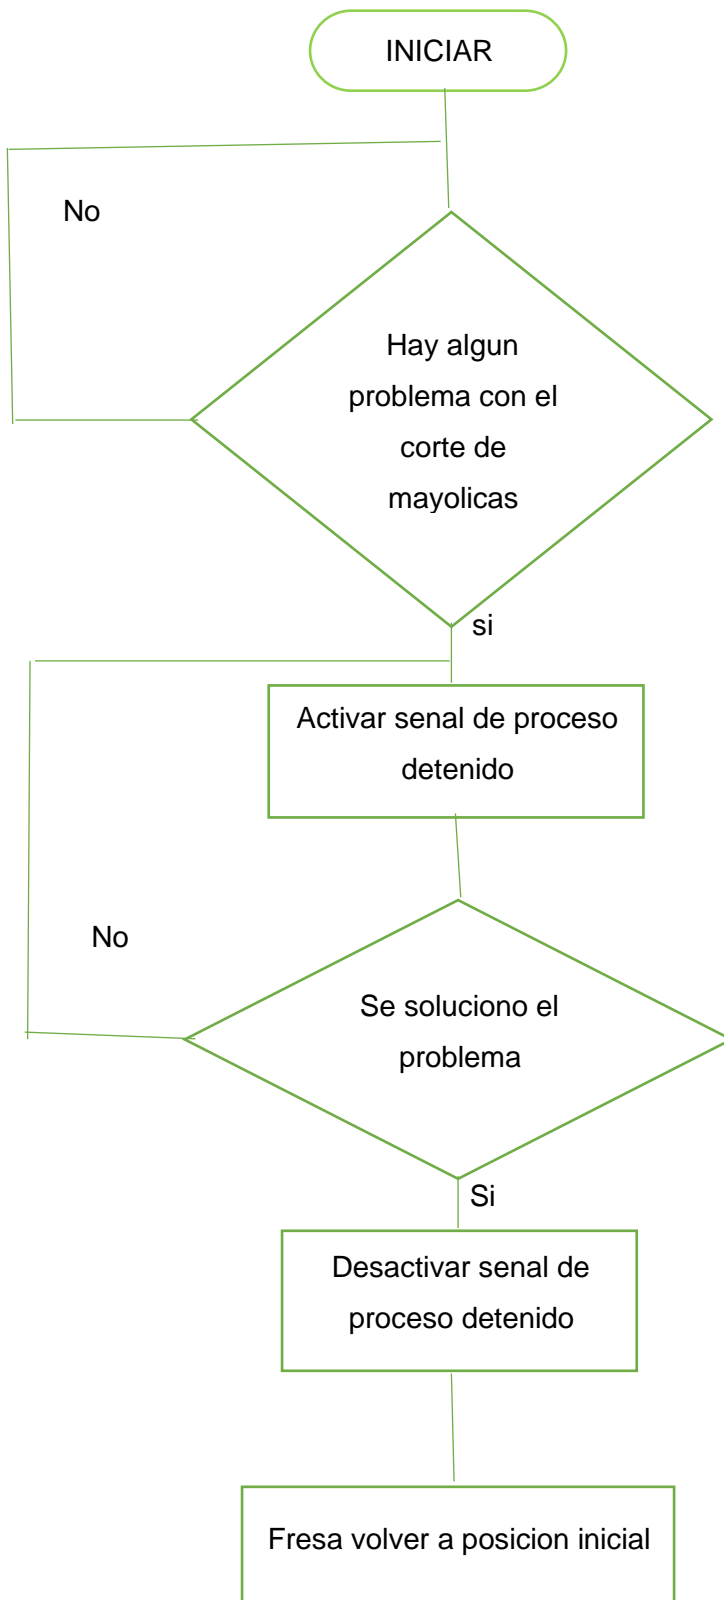 INICIAR
No
Hay algun
problema con el
corte de
mayolicas
si
Activar senal de proceso
detenido
No
Se soluciono el
problema
Si
Desactivar senal de
proceso detenido
Fresa volver a posicion inicial